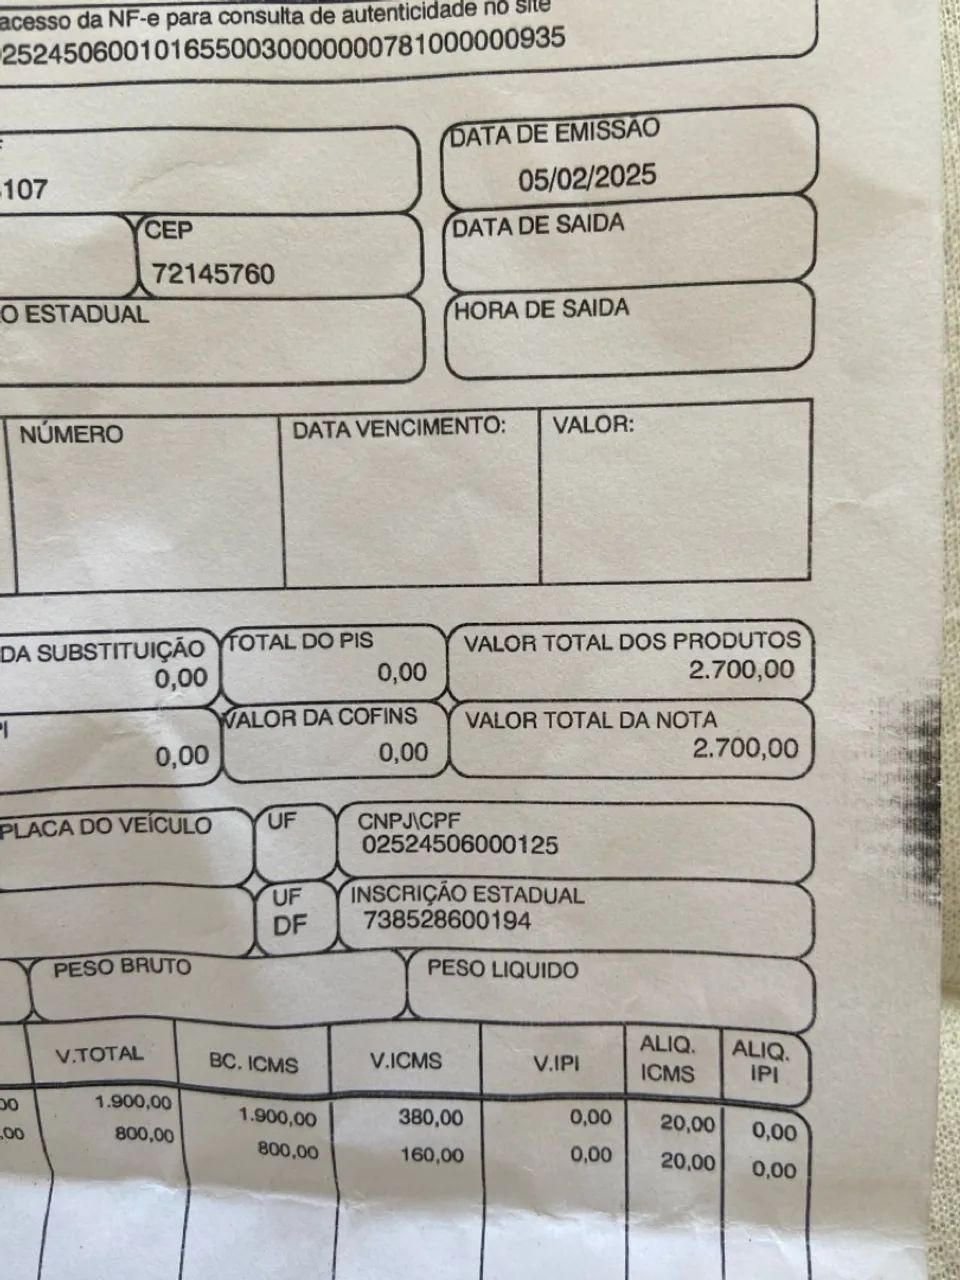 acesso da NF-e para consulta de autenticidade no site
02524506001016550030000000781000000935
DATA DE EMISSAO
107
05/02/2025
CEP
DATA DE SAIDA
72145760
O ESTADUAL
HORA DE SAIDA
NÚMERO DATA VENCIMENTO: VALOR:
DA SUBSTITUIÇÃO TOTAL DO PIS VALOR TOTAL DOS PRODUTOS
0,00 0,00 2.700,00
VALOR DA COFINS VALOR TOTAL DA NOTA
0,00 0,00 2.700,00
PLACA DO VEÍCULO UF CNPJ\CPF
02524506000125
UF INSCRIÇÃO ESTADUAL
DF 738528600194
PESO BRUTO PESO LIQUIDO
V.TOTAL BC. ICMS V.ICMS V.IPI ALIQ. ICMS ALIQ. IPI
00 1.900,00 1.900,00 380,00 0,00 20,00 0,00
,00 800,00 800,00 160,00 0,00 20,00 0,00